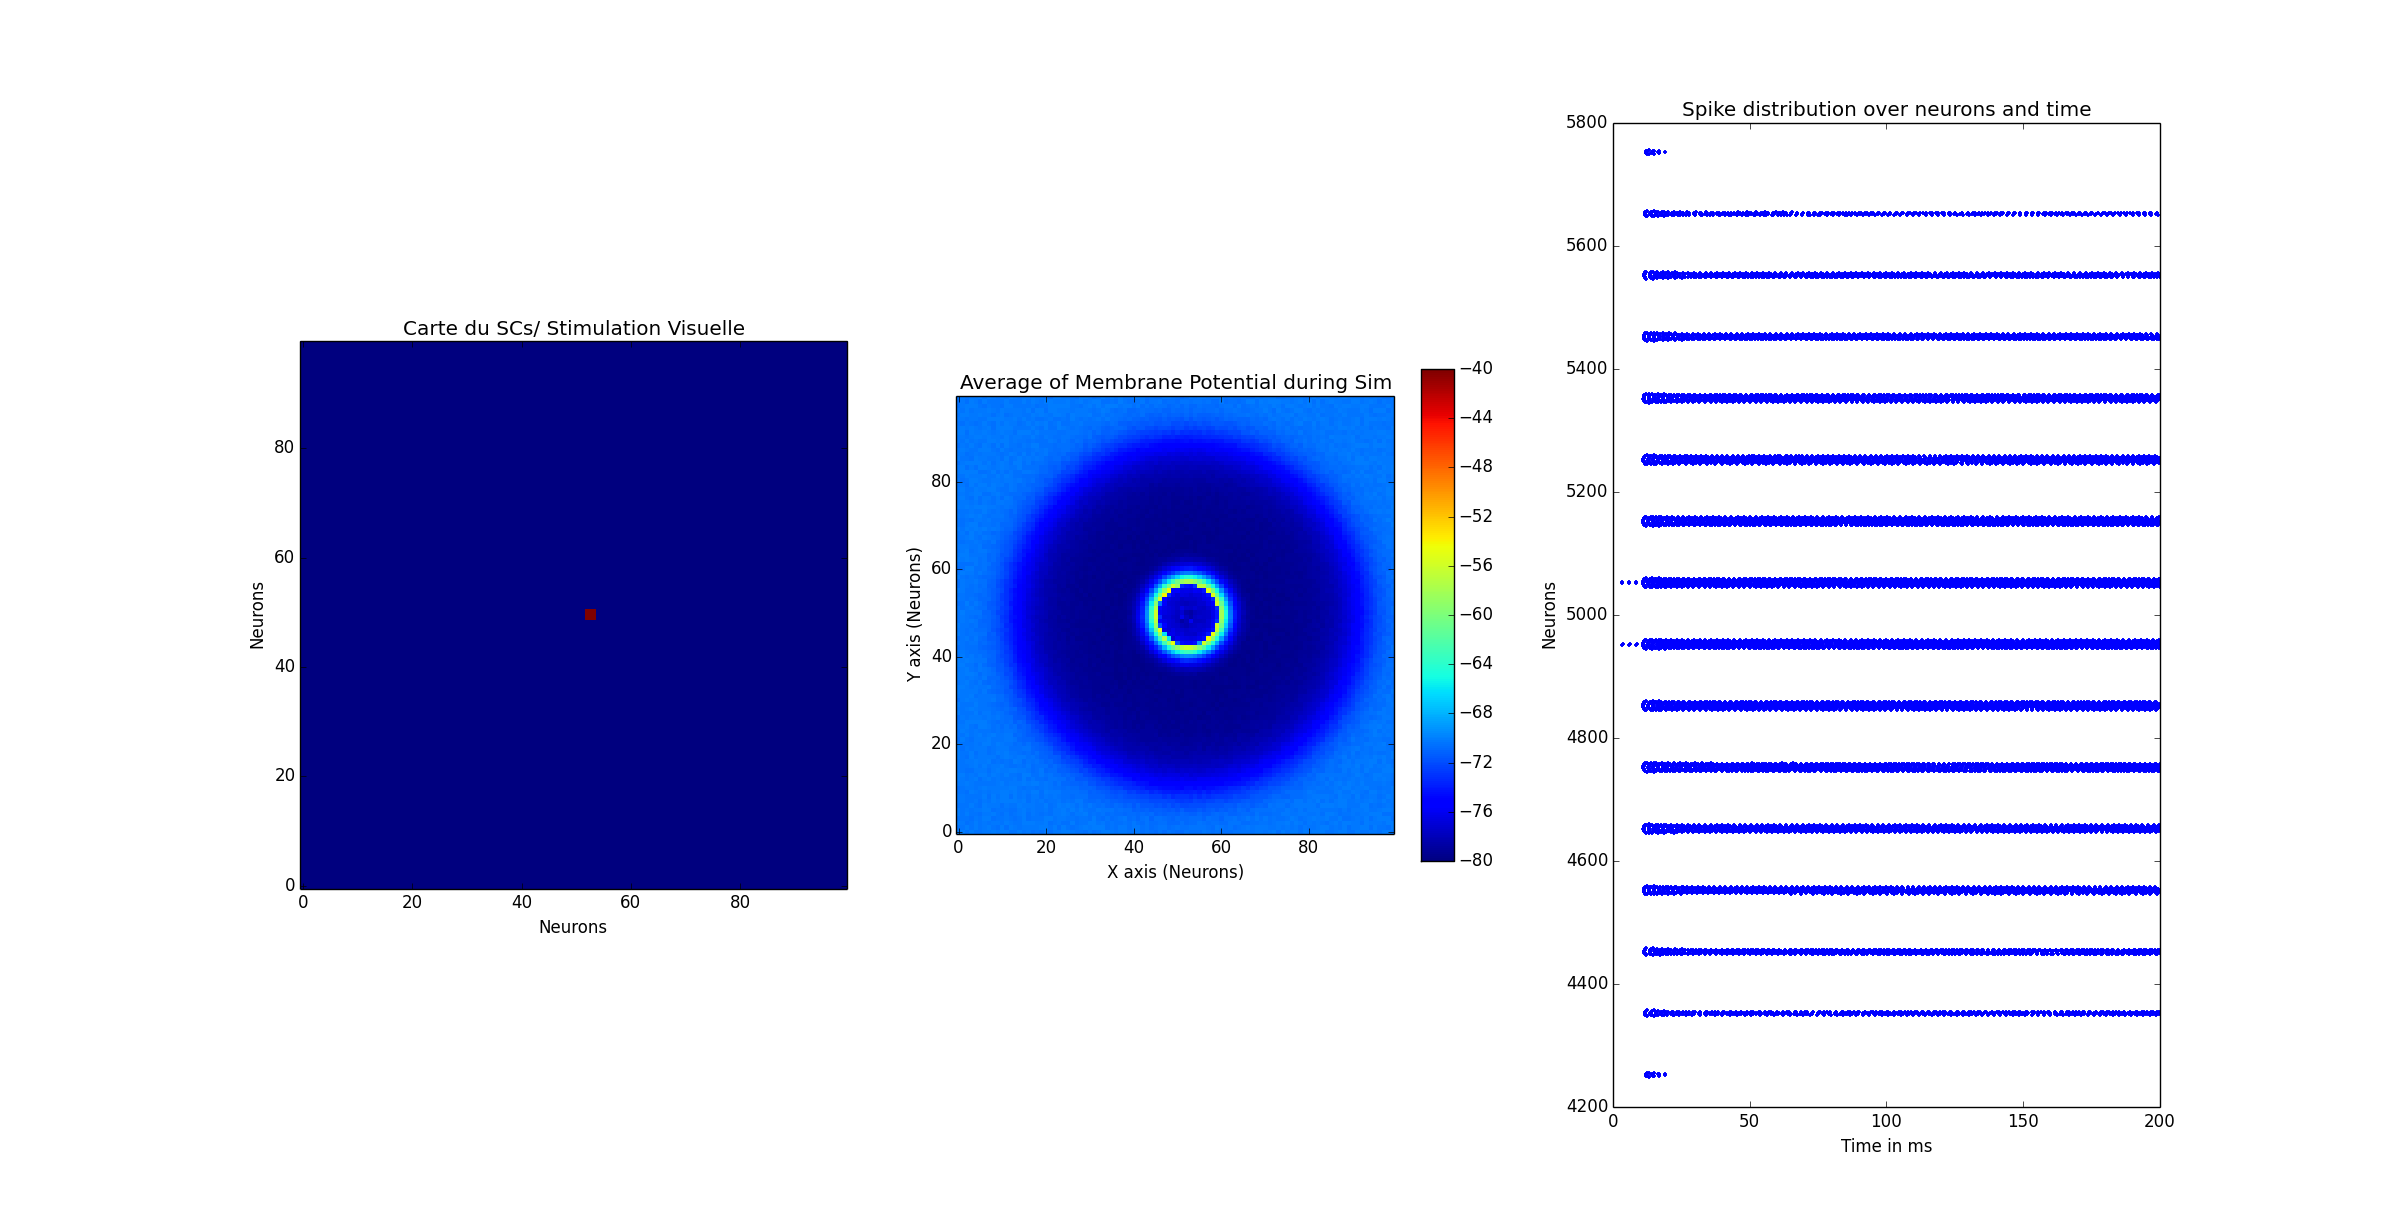 Carte du SCs/ Stimulation Visuelle
80
60
40
20
0
Neurons
0 20 40 60 80
Neurons
Average of Membrane Potential during Sim
80
60
40
20
0
Y axis (Neurons)
0 20 40 60 80
X axis (Neurons)
−40
−44
−48
−52
−56
−60
−64
−68
−72
−76
−80
Spike distribution over neurons and time
5800
5600
5400
5200
5000
4800
4600
4400
4200
Neurons
0 50 100 150 200
Time in ms